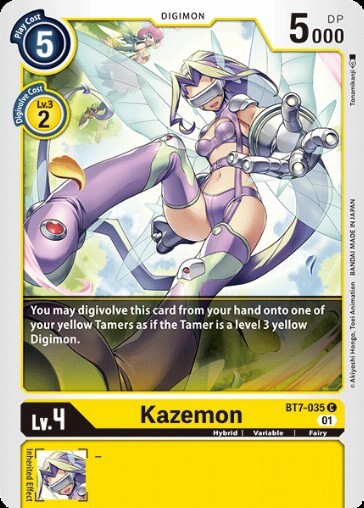 Play Cost
5
DIGIMON
5000
DP
Digivolve Cost
Lv.3
2
Tonamikanji
©Akiyoshi Hongo, Toei Animation BANDAI MADE IN JAPAN
You may digivolve this card from your hand onto one of
your yellow Tamers as if the Tamer is a level 3 yellow
Digimon.
Lv.4
Kazemon
BT7-035 C
01
Hybrid | Variable | Fairy
Inherited Effect
-